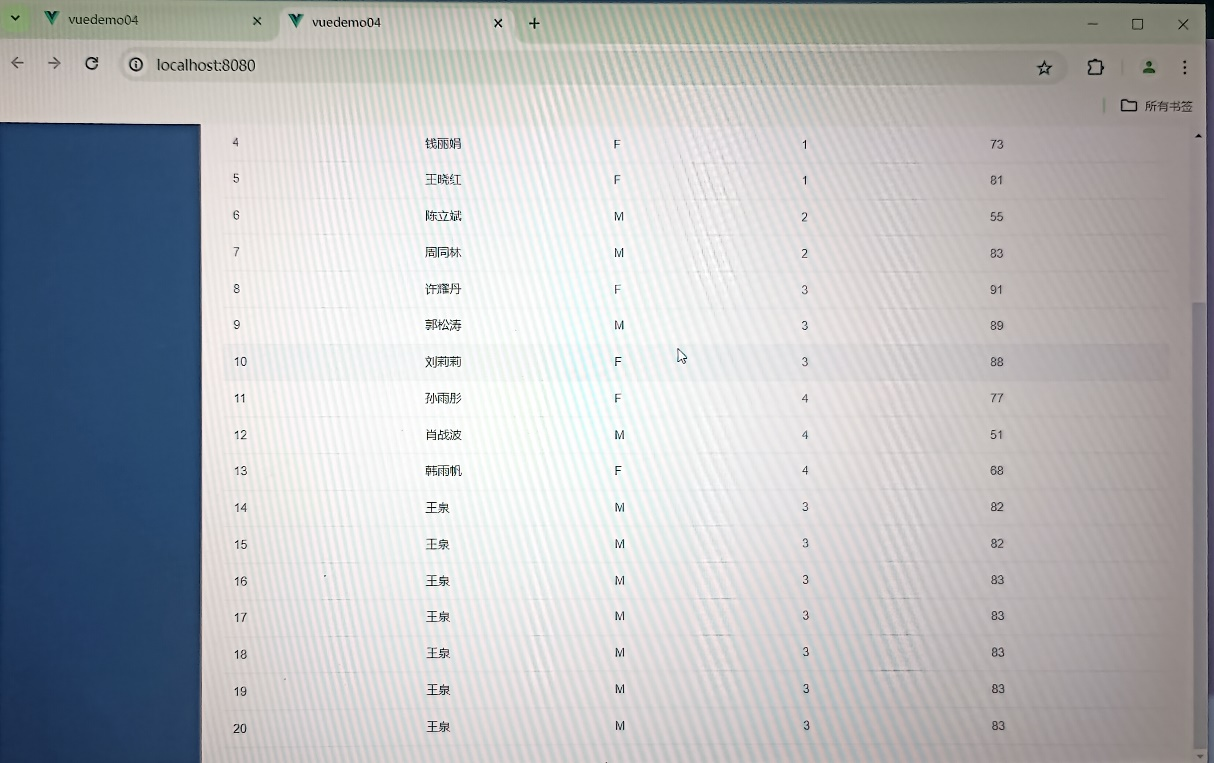 vuedemo04
vuedemo04
localhost:8080
所有书签
4 钱丽娟 F 1 73
5 王晓红 F 1 81
6 陈立斌 M 2 55
7 周同林 M 2 83
8 许耀丹 F 3 91
9 郭松涛 M 3 89
10 刘莉莉 F 3 88
11 孙雨彤 F 4 77
12 肖战波 M 4 51
13 韩雨帆 F 4 68
14 王泉 M 3 82
15 王泉 M 3 82
16 王泉 M 3 83
17 王泉 M 3 83
18 王泉 M 3 83
19 王泉 M 3 83
20 王泉 M 3 83